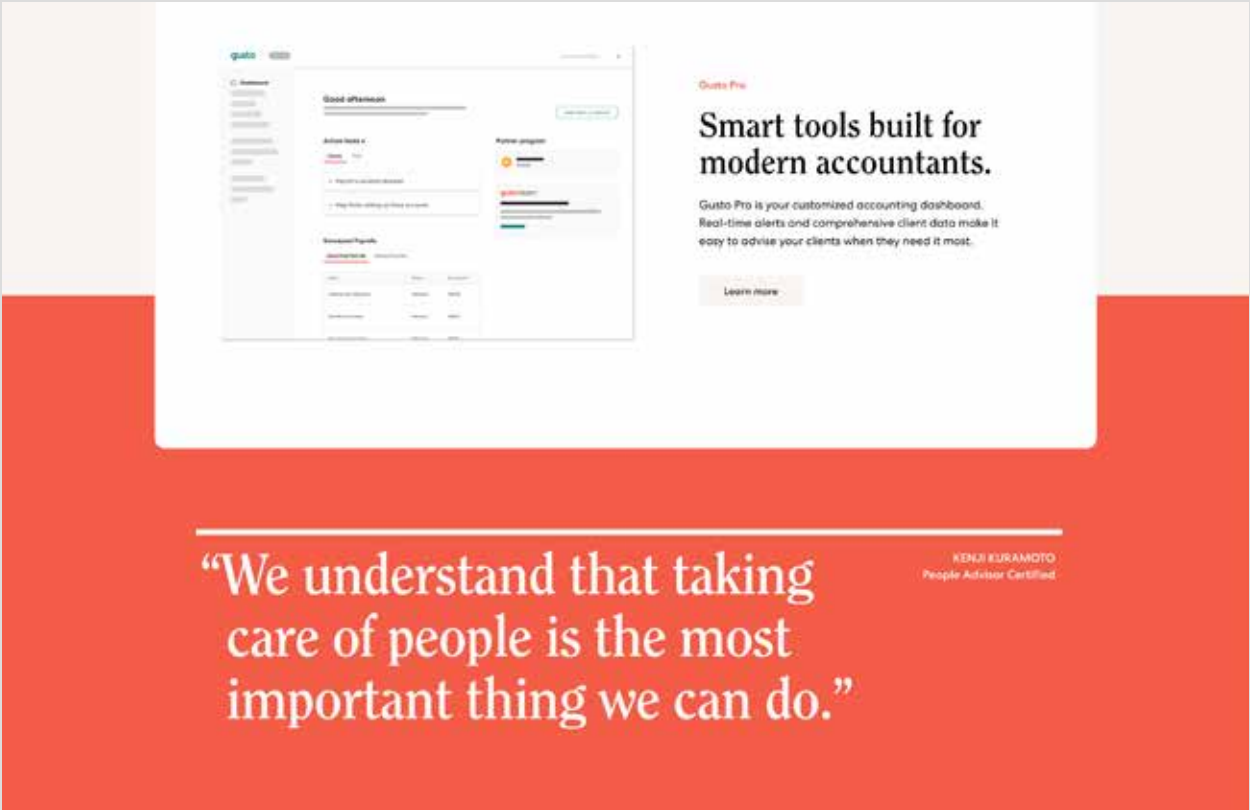 gusto
Dashboard
Good afternoon
Partner program
Gusto Pro
Smart tools built for
modern accountants.
Gusto Pro is your customized accounting dashboard.
Real-time alerts and comprehensive client data make it
easy to advise your clients when they need it most.
Learn more
“We understand that taking
care of people is the most
important thing we can do.”
KENJI KURAMOTO
People Advisor Certified